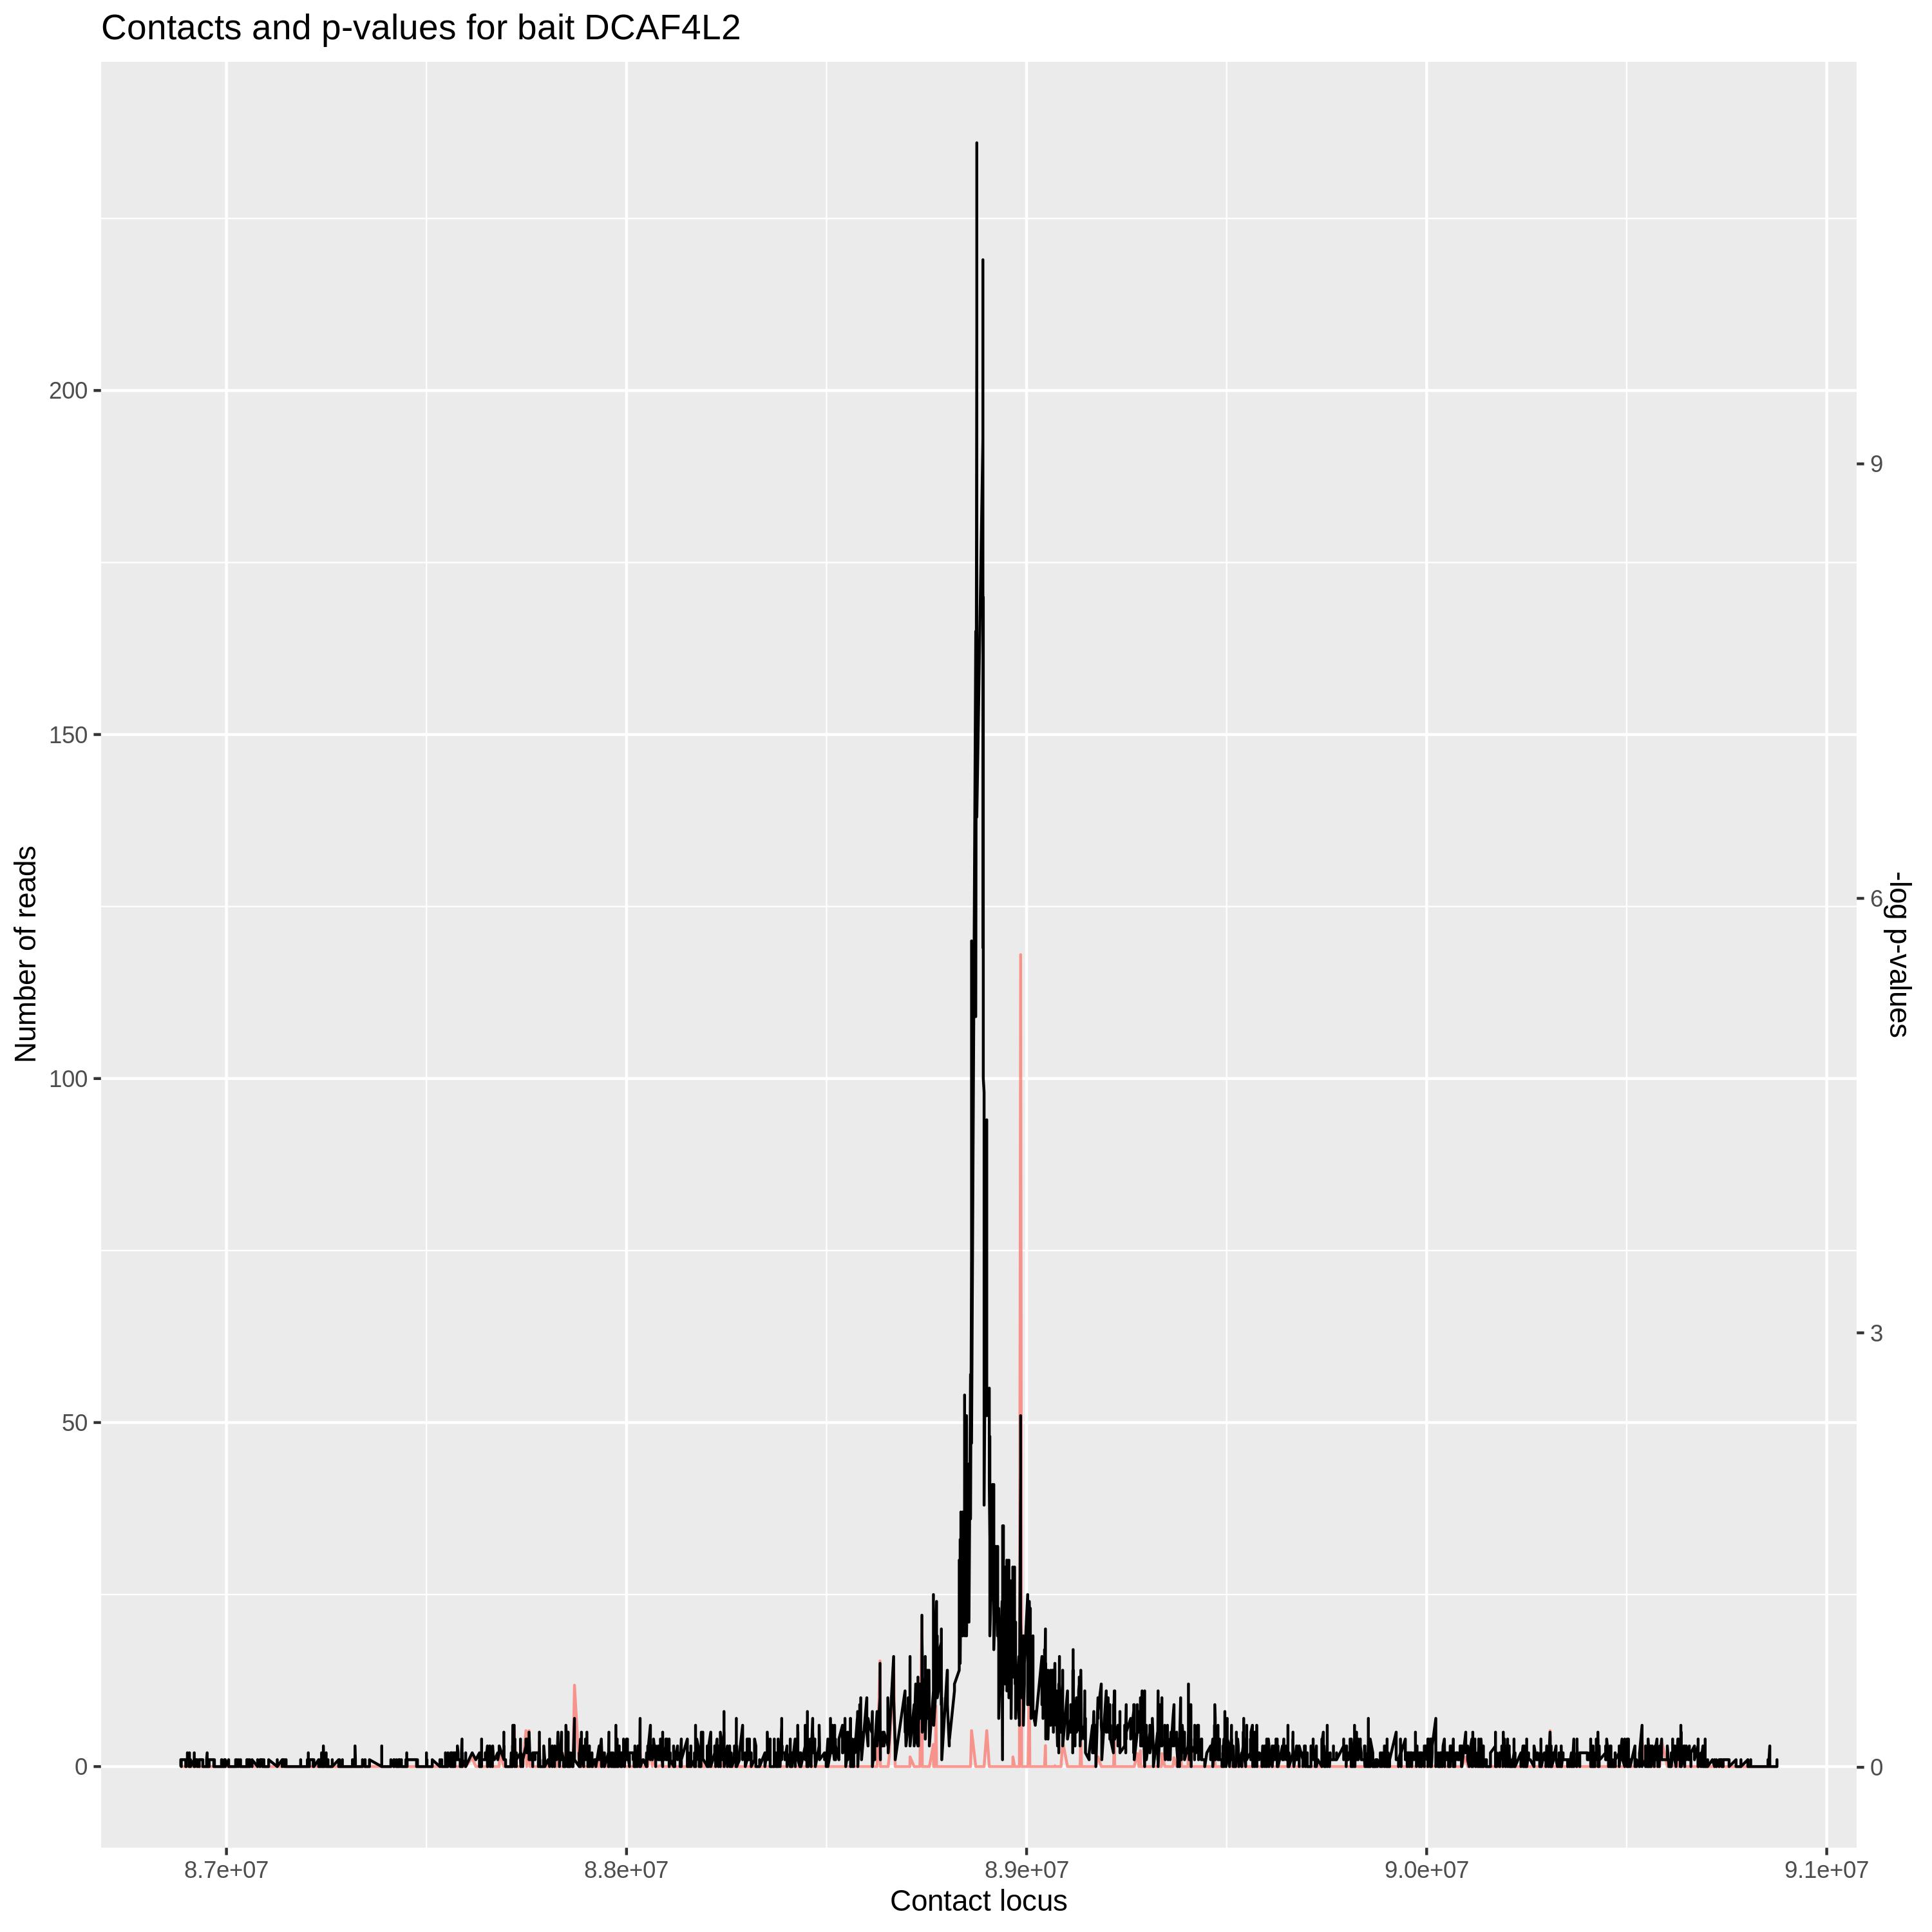 Contacts and p-values for bait DCAF4L2
Number of reads
200
150
100
50
0
9
6
3
0
-log p-values
8.7e+07
8.8e+07
8.9e+07
9.0e+07
9.1e+07
Contact locus